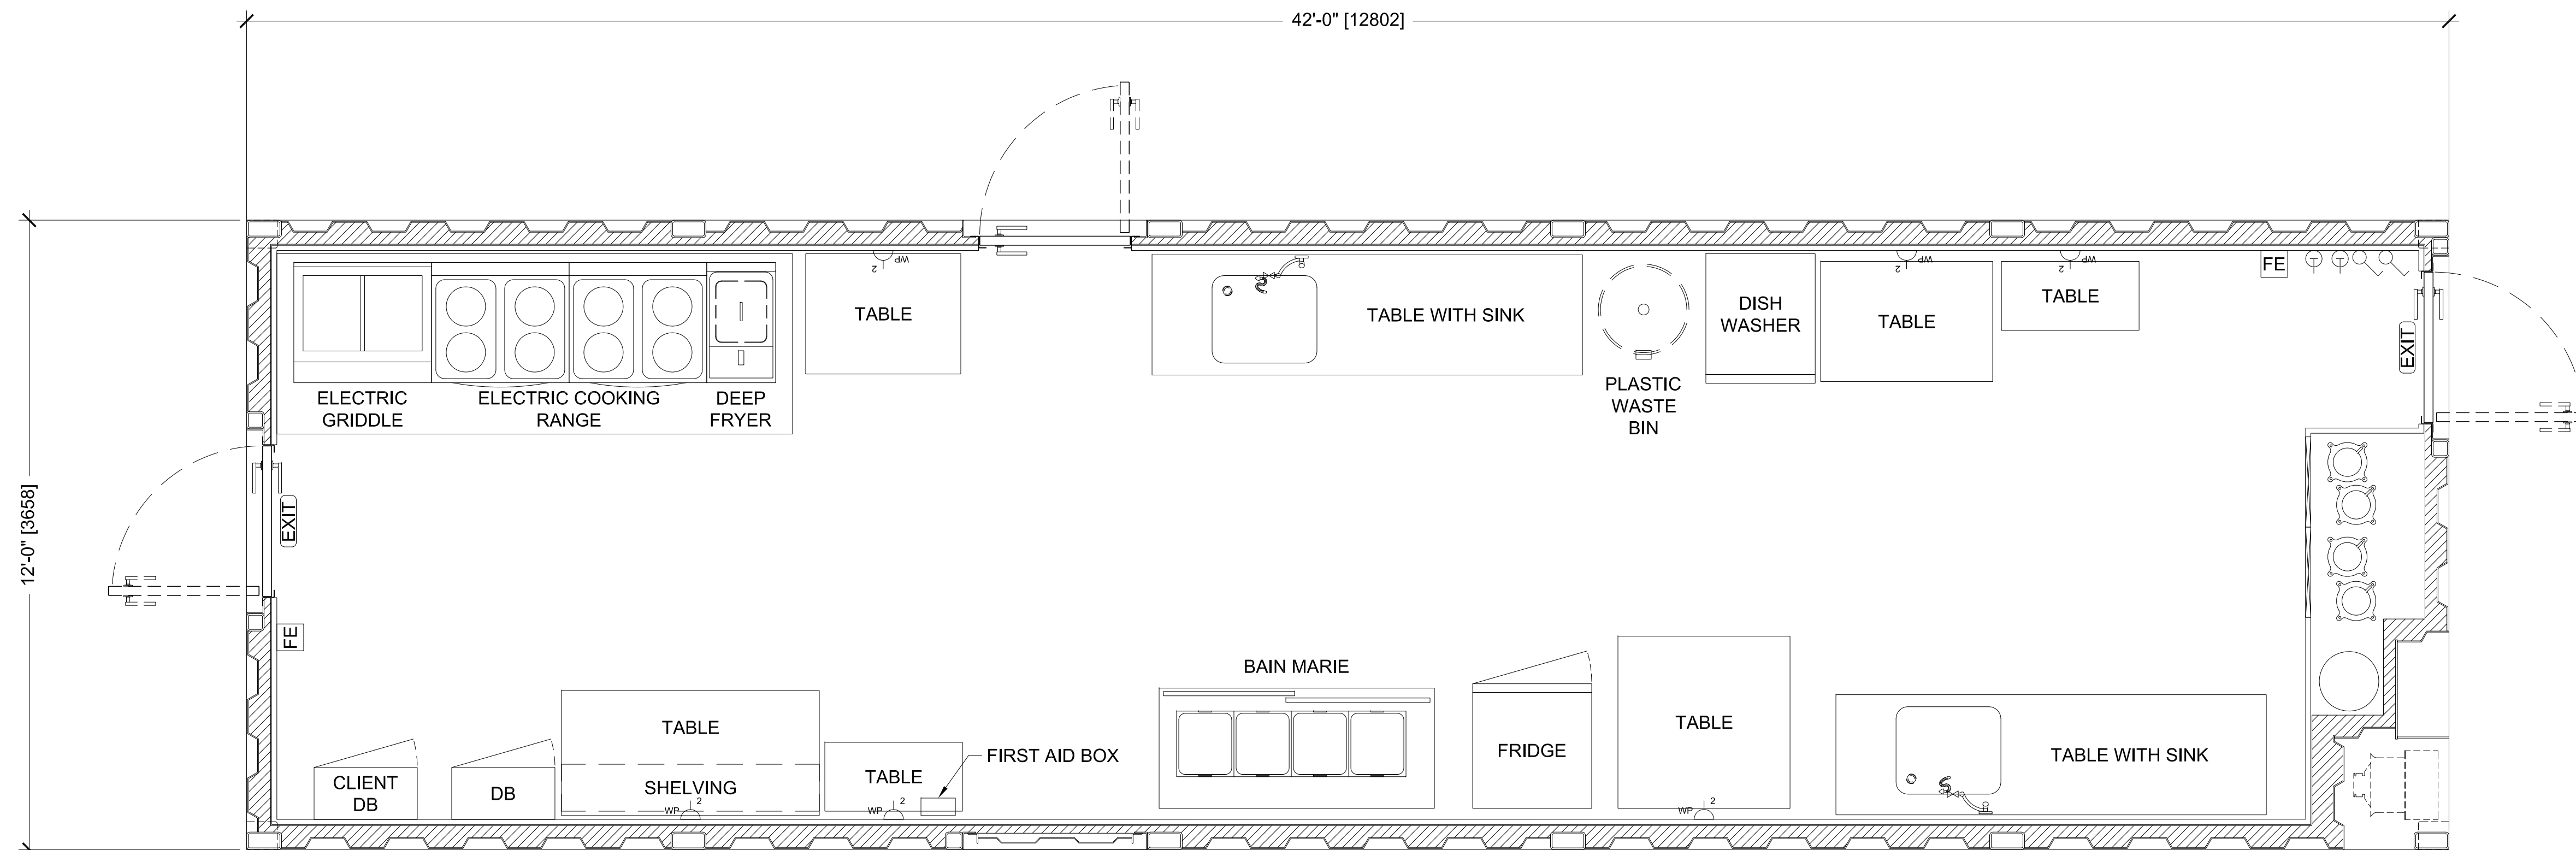 42'-0" [12802]
12'-0" [3658]
2
WP
2
WP
2
WP
FE
TABLE
TABLE WITH SINK
DISH
WASHER
TABLE
TABLE
EXIT
ELECTRIC
GRIDDLE
ELECTRIC COOKING
RANGE
DEEP
FRYER
PLASTIC
WASTE
BIN
EXIT
FE
BAIN MARIE
TABLE
SHELVING
TABLE
FIRST AID BOX
FRIDGE
TABLE
TABLE WITH SINK
CLIENT
DB
DB
WP
2
WP
2
WP
2